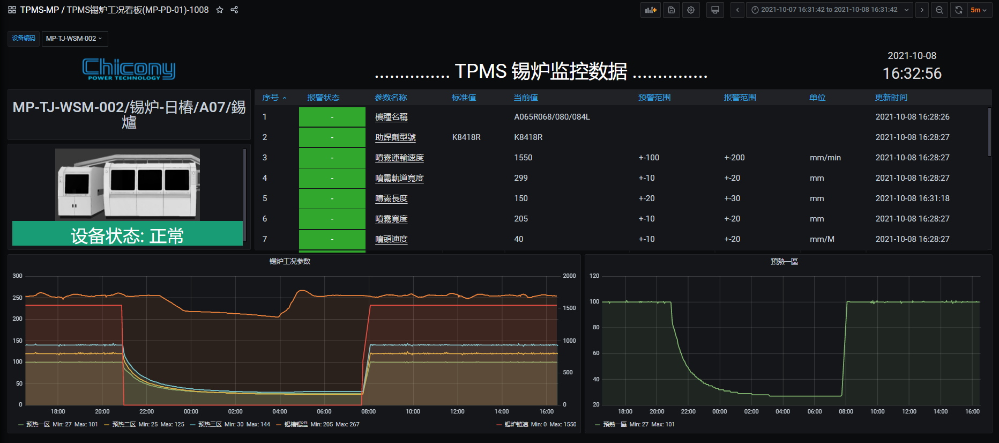 TPMS-MP / TPMS锡炉工况看板(MP-PD-01)-1008
2021-10-07 16:31:42 to 2021-10-08 16:31:42
5m
设备编码 MP-TJ-WSM-002
Chicony
POWER TECHNOLOGY
............... TPMS 锡炉监控数据 ...............
2021-10-08
16:32:56
MP-TJ-WSM-002/锡炉-日椿/A07/錫
爐
设备状态: 正常
序号 报警状态 参数名称 标准值 当前值 预警范围 报警范围 单位 更新时间
1 - 機種名稱 A065R068/080/084L 2021-10-08 16:28:26
2 - 助焊劑型號 K8418R K8418R 2021-10-08 16:28:27
3 - 噴霧運輸速度 1550 +-100 +-200 mm/min 2021-10-08 16:28:27
4 - 噴霧軌道寬度 299 +-10 +-20 mm 2021-10-08 16:28:27
5 - 噴霧長度 150 +-20 +-30 mm 2021-10-08 16:31:18
6 - 噴霧寬度 205 +-10 +-20 mm 2021-10-08 16:28:27
7 - 噴頭速度 40 +-10 +-20 mm/M 2021-10-08 16:28:27
锡炉工况参数
300 2000
250
1500
200
150 1000
100
500
50
0 0
18:00 20:00 22:00 00:00 02:00 04:00 06:00 08:00 10:00 12:00 14:00 16:00
预热一区 Min: 27 Max: 101 预热二区 Min: 25 Max: 125 预热三区 Min: 30 Max: 144 锡槽锡温 Min: 205 Max: 267 锡炉链速 Min: 0 Max: 1550
預熱一區
120
100
80
60
40
20
18:00 20:00 22:00 00:00 02:00 04:00 06:00 08:00 10:00 12:00 14:00 16:00
預熱一區 Min: 27 Max: 101